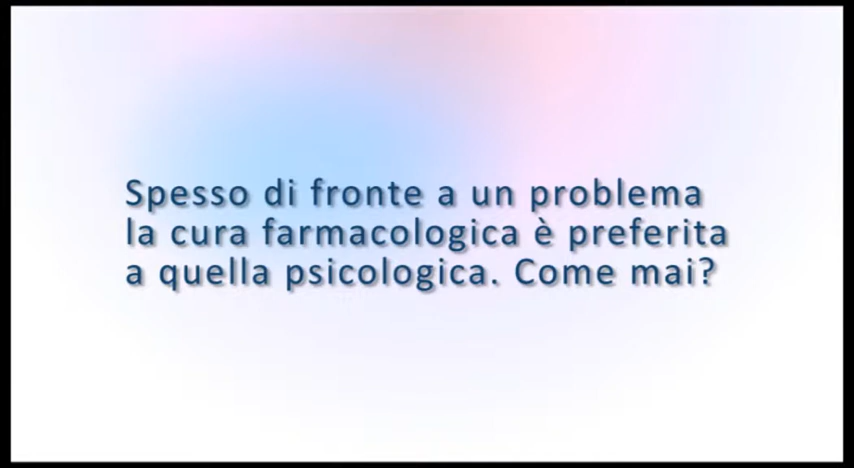 Spesso di fronte a un problema
la cura farmacologica è preferita
a quella psicologica. Come mai?